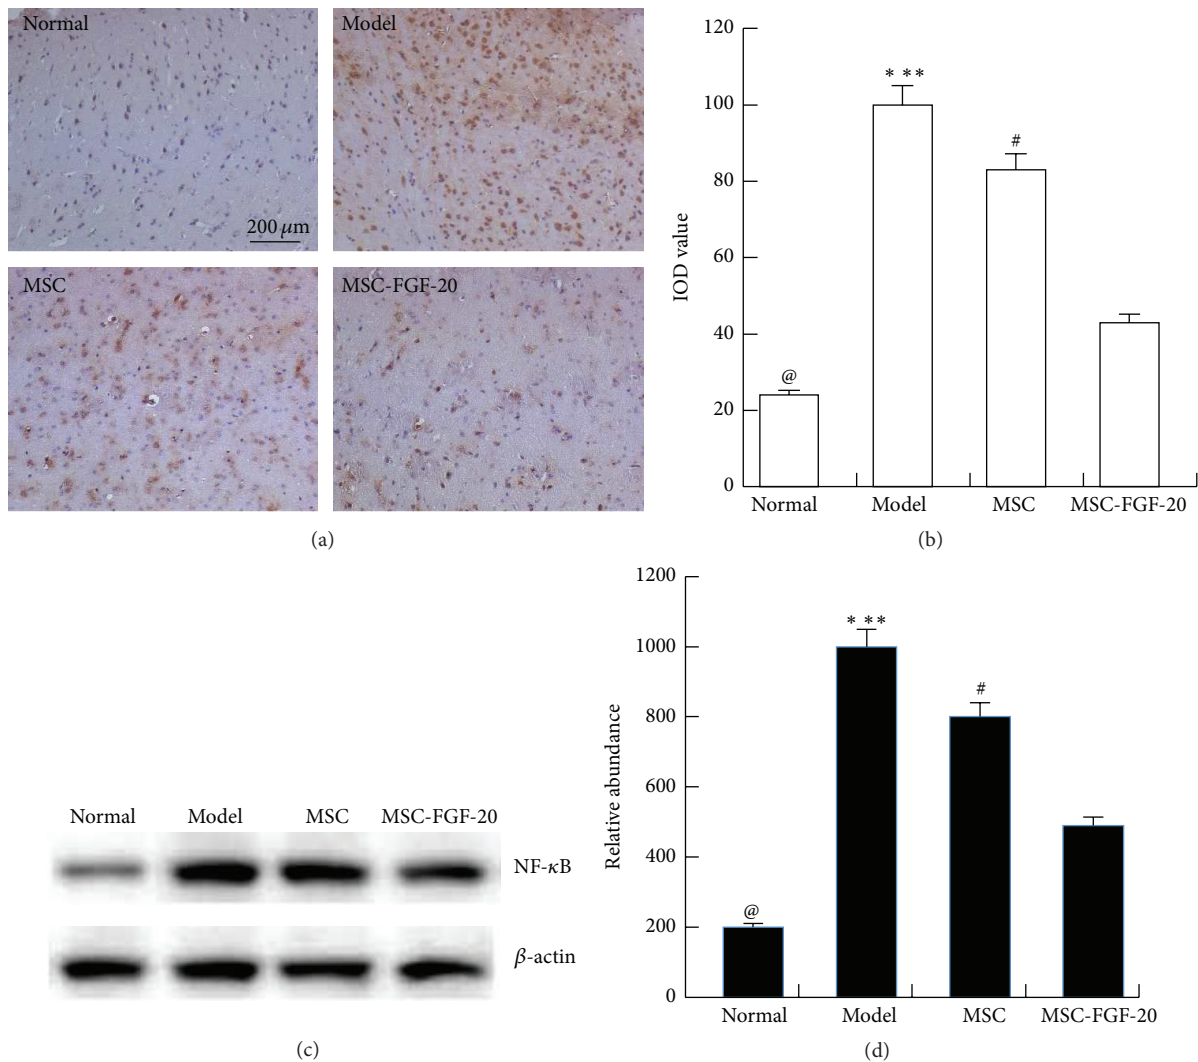 Normal
Model
200 μm
MSC
MSC-FGF-20
(a)
120
100
80
60
40
20
0
IOD value
@
* **
#
Normal
Model
MSC
MSC-FGF-20
(b)
Normal
Model
MSC
MSC-FGF-20
NF-κB
β-actin
(c)
1200
1000
800
600
400
200
0
Relative abundance
@
* **
#
Normal
Model
MSC
MSC-FGF-20
(d)